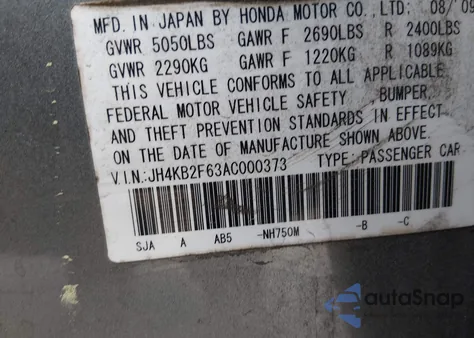 MFD. IN JAPAN BY HONDA MOTOR CO., LTD: 08/09
GVWR 5050LBS GAWR F 2690LBS R 2400LBS
GVWR 2290KG GAWR F 1220KG R 1089KG
THIS VEHICLE CONFORMS TO ALL APPLICABLE
FEDERAL MOTOR VEHICLE SAFETY BUMPER,
AND THEFT PREVENTION STANDARDS IN EFFECT
ON THE DATE OF MANUFACTURE SHOWN ABOVE.
V.I.N.:JH4KB2F63AC000373 TYPE: PASSENGER CAR
SJA A AB5 -NH750M -B -C
autoSnap